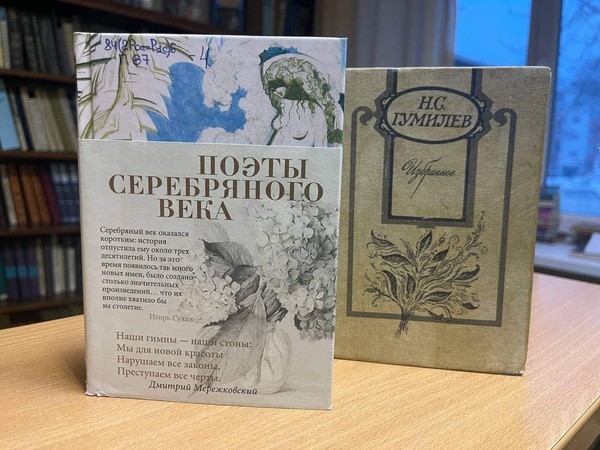 84(2Рос-Рус)6
П 67
ПОЭТЫ
СЕРЕБРЯНОГО
ВЕКА
Серебряный век оказался
коротким: история
отпустила ему около трех
десятилетий. Но за это
время появилось так много
новых имен, было создано
столько значительных
произведений… что их
вполне хватило бы
на столетие.
Игорь Сухих
Наши гимны — наши стоны:
Мы для новой красоты
Нарушаем все законы,
Преступаем все черты.
Дмитрий Мережковский
Н.С.
ГУМИЛЕВ
Избранное